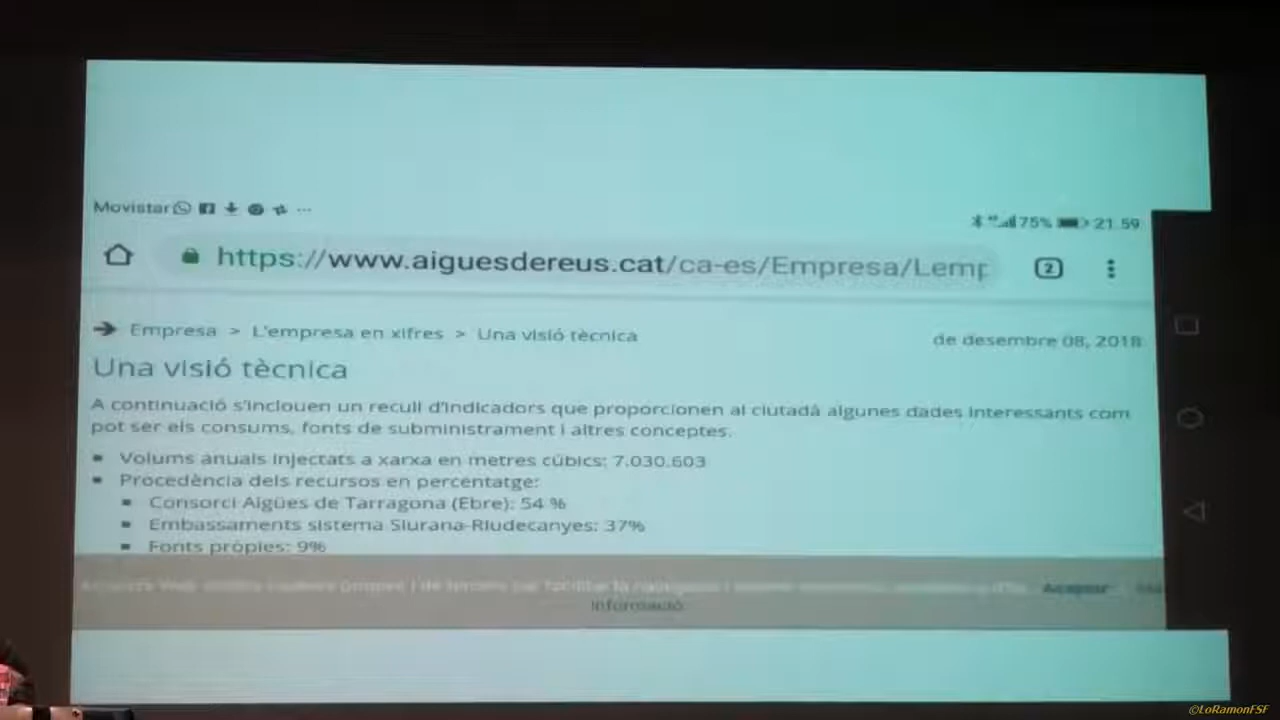 Movistar
75% 21:59
https://www.aiguesdereus.cat/ca-es/Empresa/Lemp
2
Empresa > L'empresa en xifres > Una visió tècnica
de desembre 08, 2018
Una visió tècnica
A continuació s'inclouen un recull d'indicadors que proporcionen al ciutadà algunes dades interessants com
pot ser els consums, fonts de subministrament i altres conceptes.
Volums anuals injectats a xarxa en metres cúbics: 7.030.603
Procedència dels recursos en percentatge:
Consorci Aigües de Tarragona (Ebre): 54 %
Embassaments sistema Siurana-Riudecanyes: 37%
Fonts pròpies: 9%
Aceptar
Informació
©LoRamonFSF